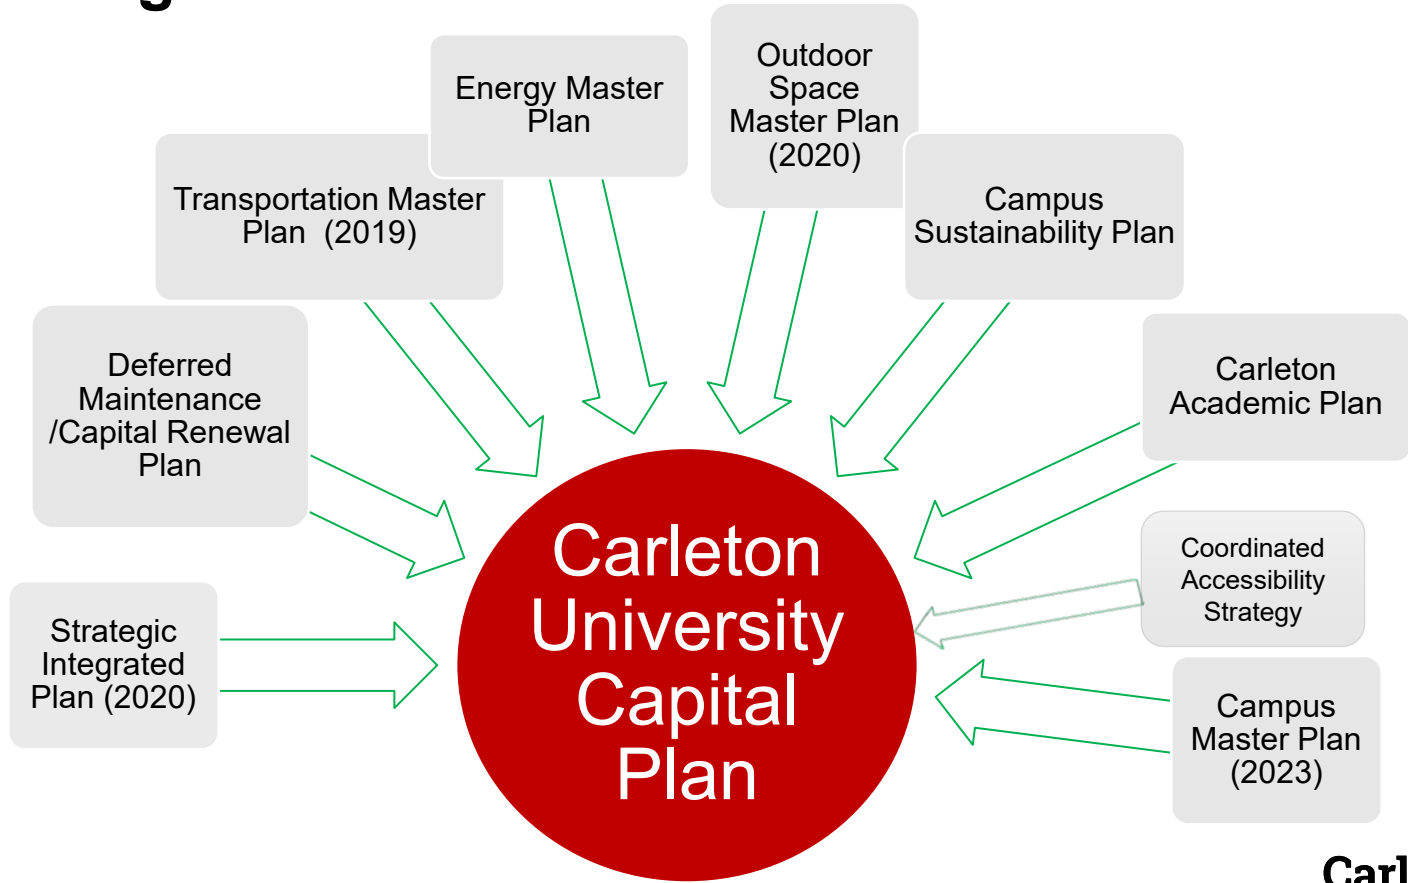 Energy Master
Plan
Outdoor
Space
Master Plan
(2020)
Transportation Master
Plan (2019)
Campus
Sustainability Plan
Deferred
Maintenance
/Capital Renewal
Plan
Carleton
Academic Plan
Coordinated
Accessibility
Strategy
Strategic
Integrated
Plan (2020)
Carleton
University
Capital
Plan
Campus
Master Plan
(2023)
Carl